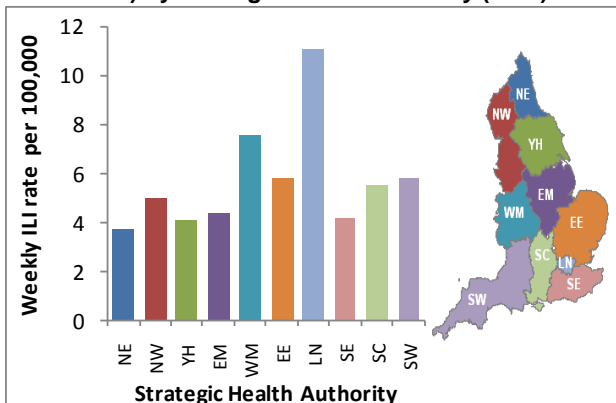 12
10
8
6
4
2
0
Weekly ILI rate per 100,000
NE NW YH EM WM EE LN SE SC SW
Strategic Health Authority
NE
NW
YH
EM
WM
EE
SC
LN
SE
SW